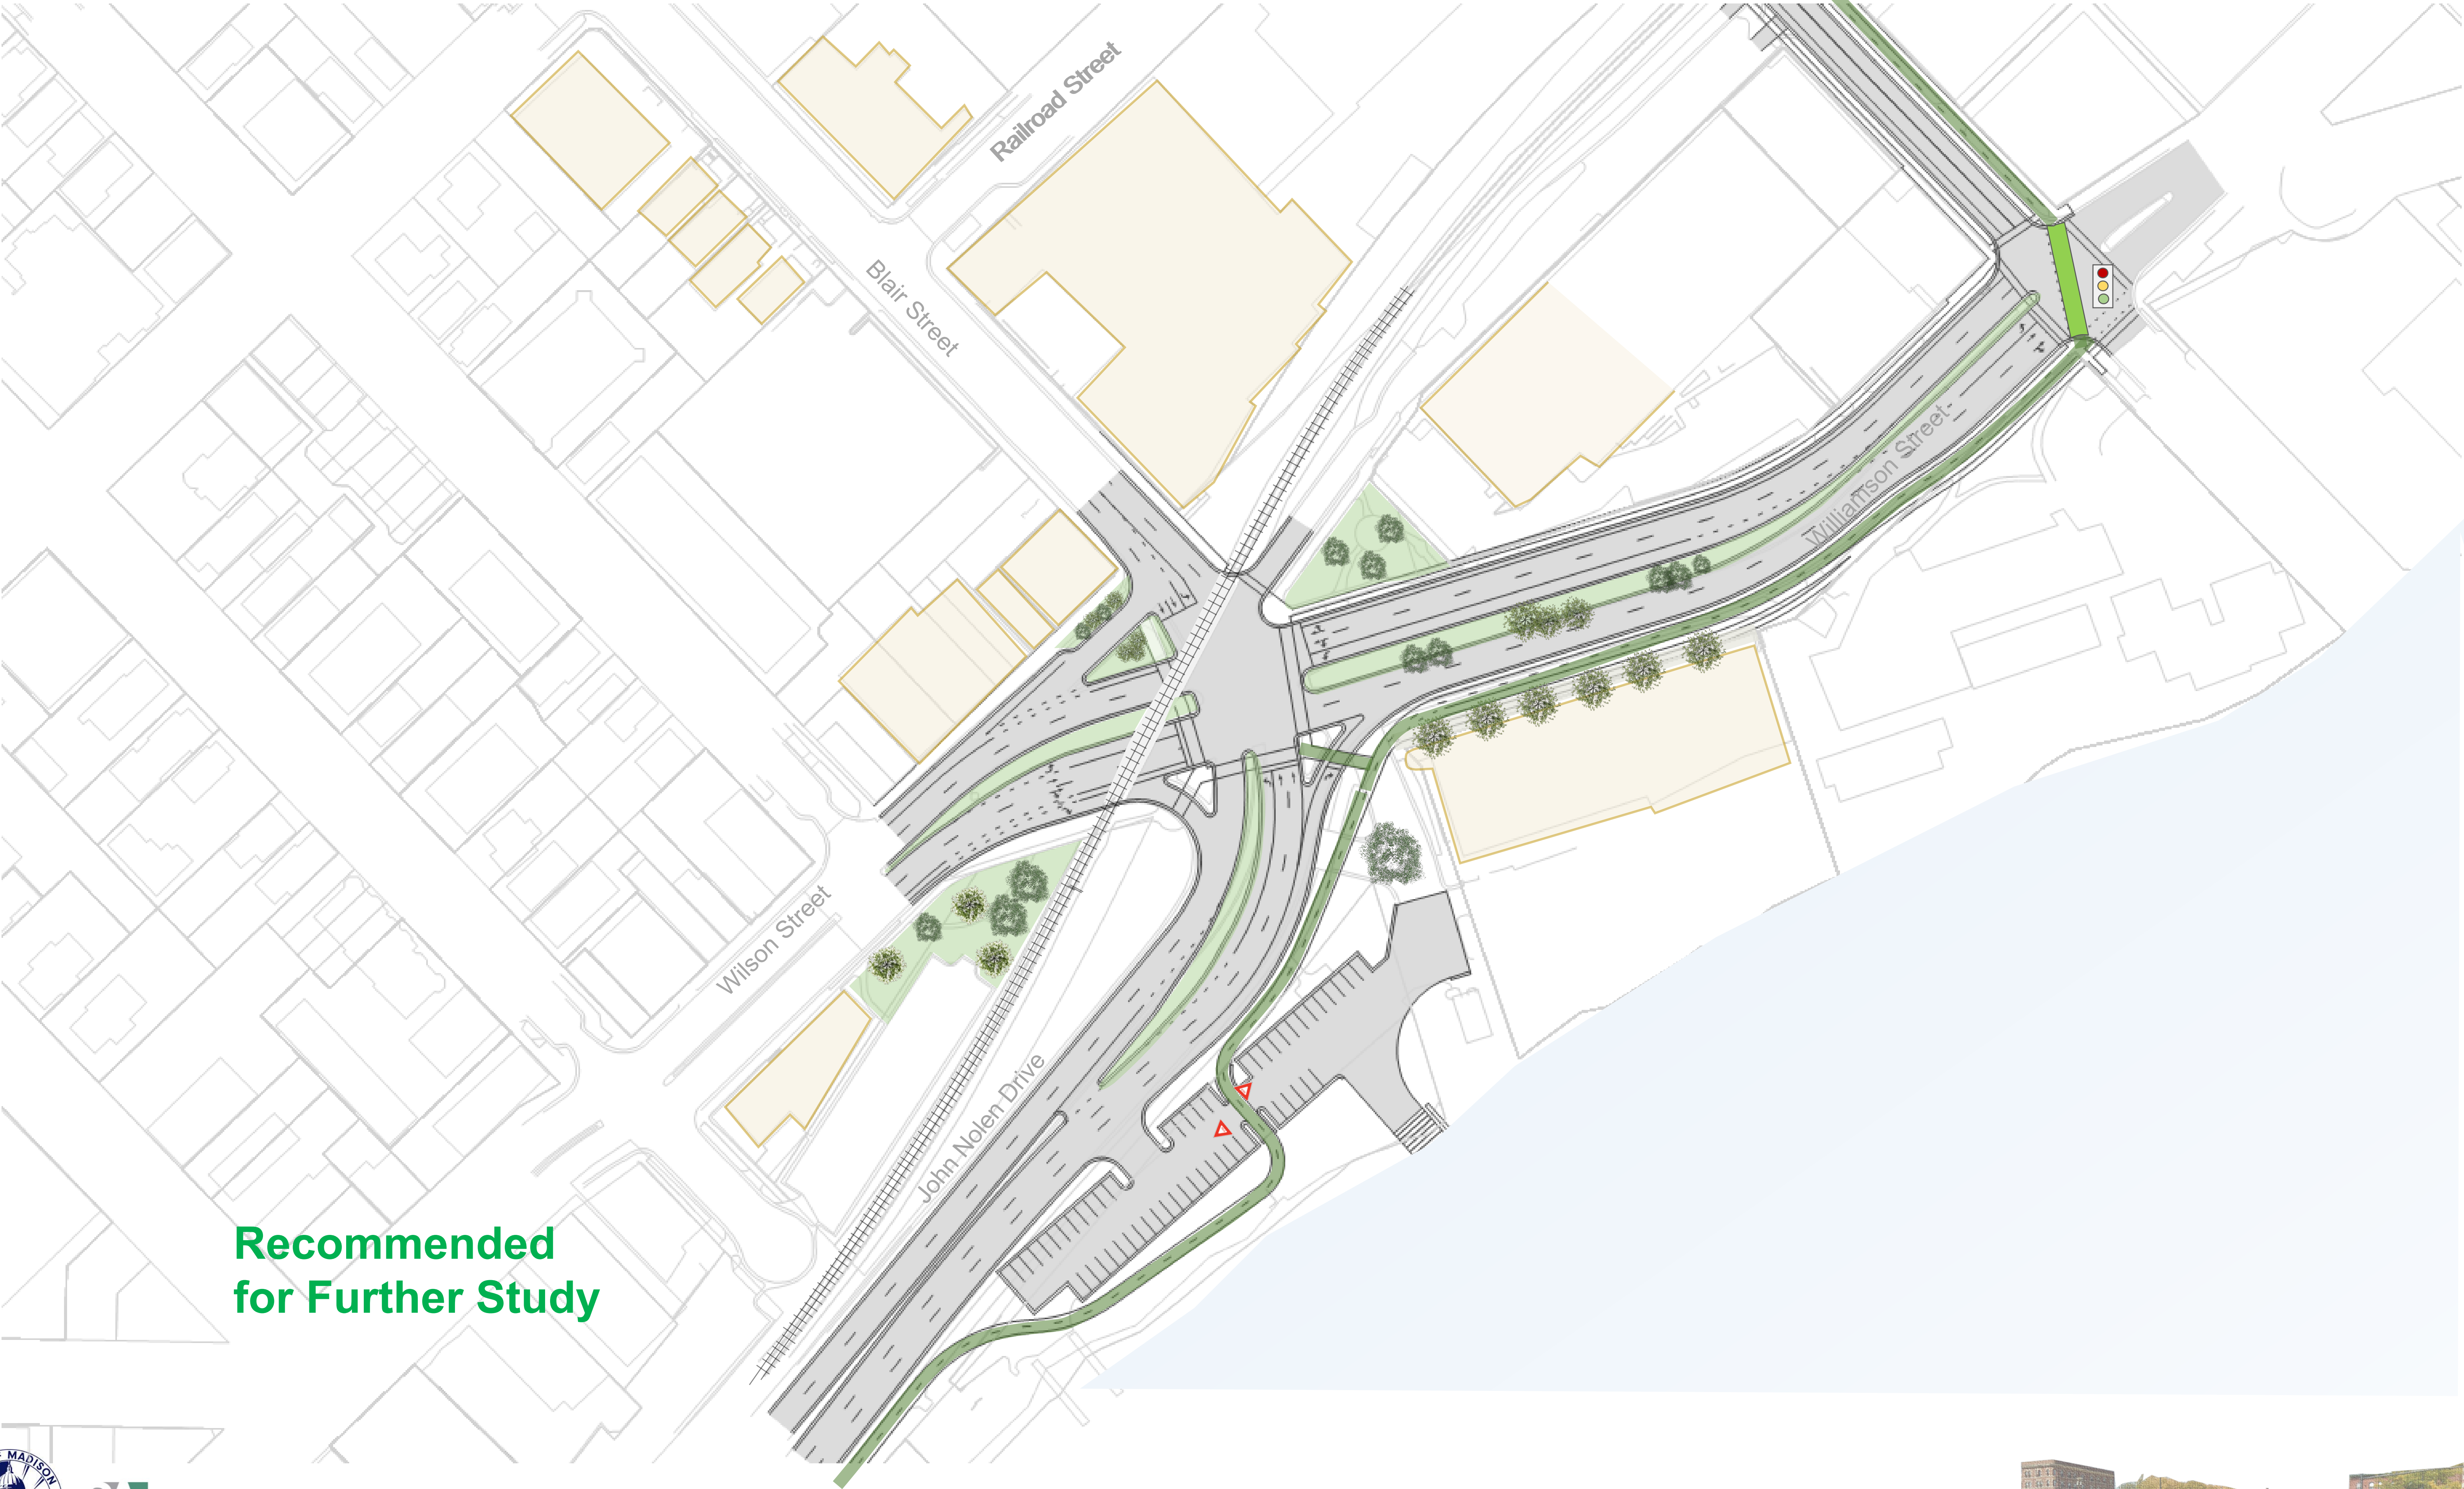 Railroad Street
Blair Street
Williamson Street
Wilson Street
John Nolen Drive
Recommended
for Further Study
MADISON